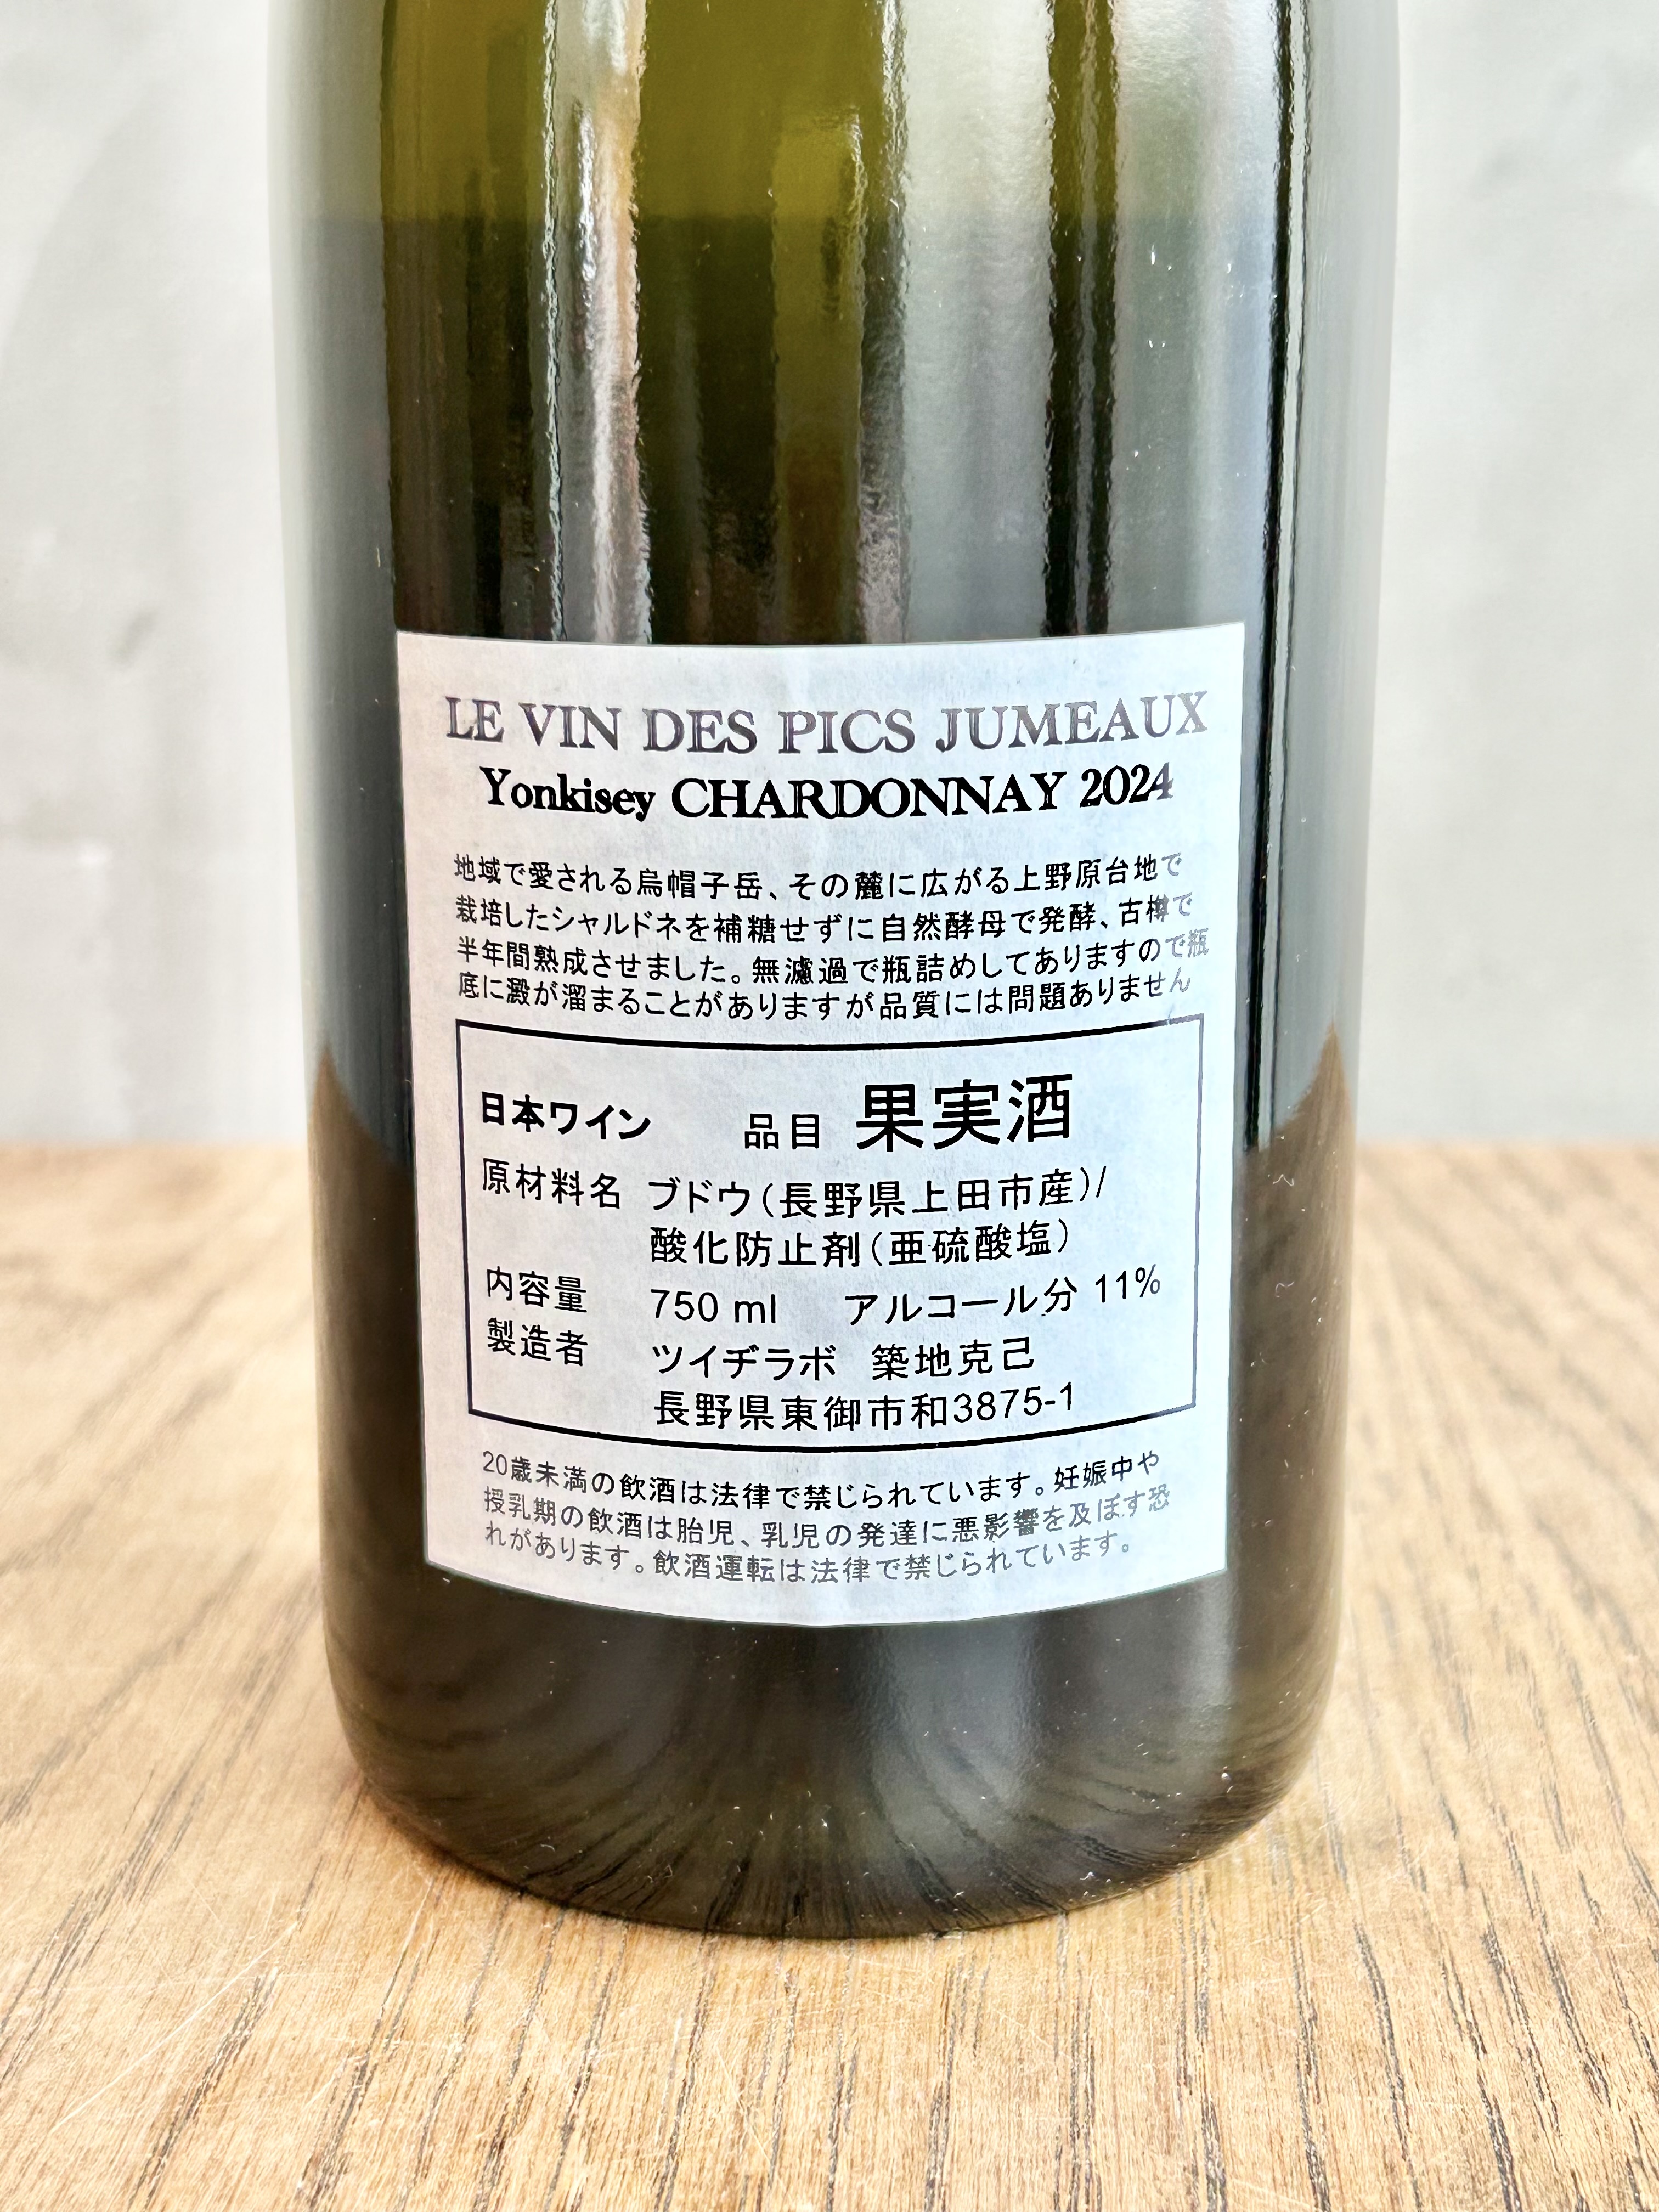 LE VIN DES PICS JUMEAUX
Yonkisey CHARDONNAY 2024
地域で愛される烏帽子岳、その麓に広がる上野原台地で
栽培したシャルドネを補糖せずに自然酵母で発酵、古樽で
半年間熟成させました。無濾過で瓶詰めしてありますので瓶
底に澱が溜まることがありますが品質には問題ありません
日本ワイン 品目 果実酒
原材料名 ブドウ(長野県上田市産)/
酸化防止剤(亜硫酸塩)
内容量 750 ml アルコール分 11%
製造者 ツイヂラボ 築地克己
長野県東御市和3875-1
20歳未満の飲酒は法律で禁じられています。妊娠中や
授乳期の飲酒は胎児、乳児の発達に悪影響を及ぼす恐
れがあります。飲酒運転は法律で禁じられています。